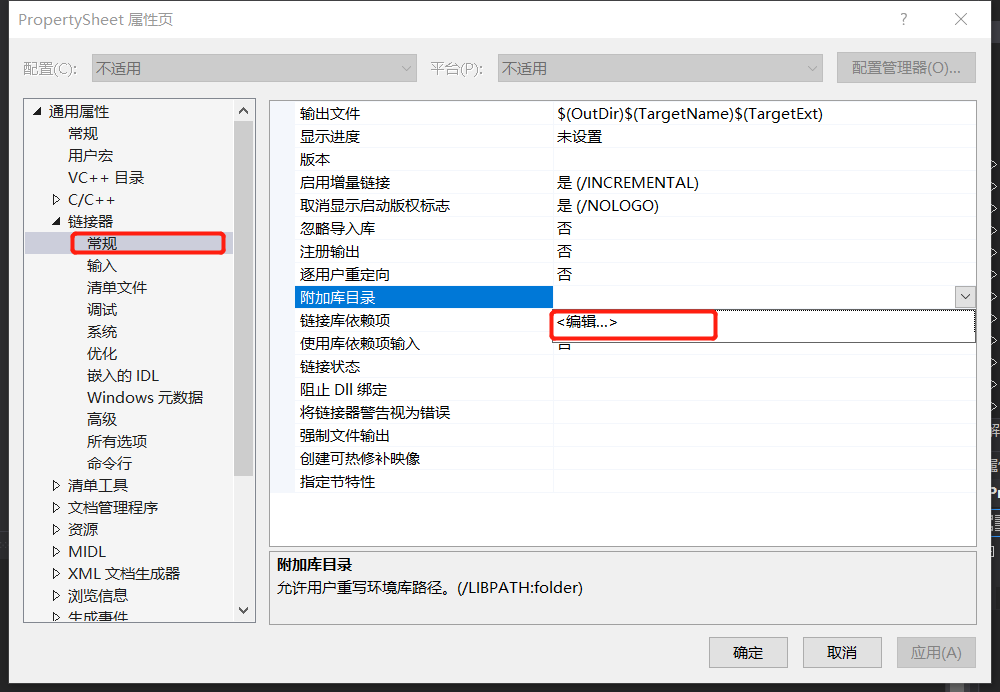 PropertySheet 属性页
配置(C):
不适用
平台(P):
不适用
配置管理器(O)...
通用属性
常规
用户宏
VC++ 目录
C/C++
链接器
常规
输入
清单文件
调试
系统
优化
嵌入的 IDL
Windows 元数据
高级
所有选项
命令行
清单工具
文档管理程序
资源
MIDL
XML 文档生成器
浏览信息
生成事件
输出文件 $(OutDir)$(TargetName)$(TargetExt)
显示进度 未设置
版本
启用增量链接 是 (/INCREMENTAL)
取消显示启动版权标志 是 (/NOLOGO)
忽略导入库 否
注册输出 否
逐用户重定向 否
附加库目录
链接库依赖项 <编辑...>
使用库依赖项输入 否
链接状态
阻止 Dll 绑定
将链接器警告视为错误
强制文件输出
创建可热修补映像
指定节特性
附加库目录
允许用户重写环境库路径。(/LIBPATH:folder)
确定
取消
应用(A)